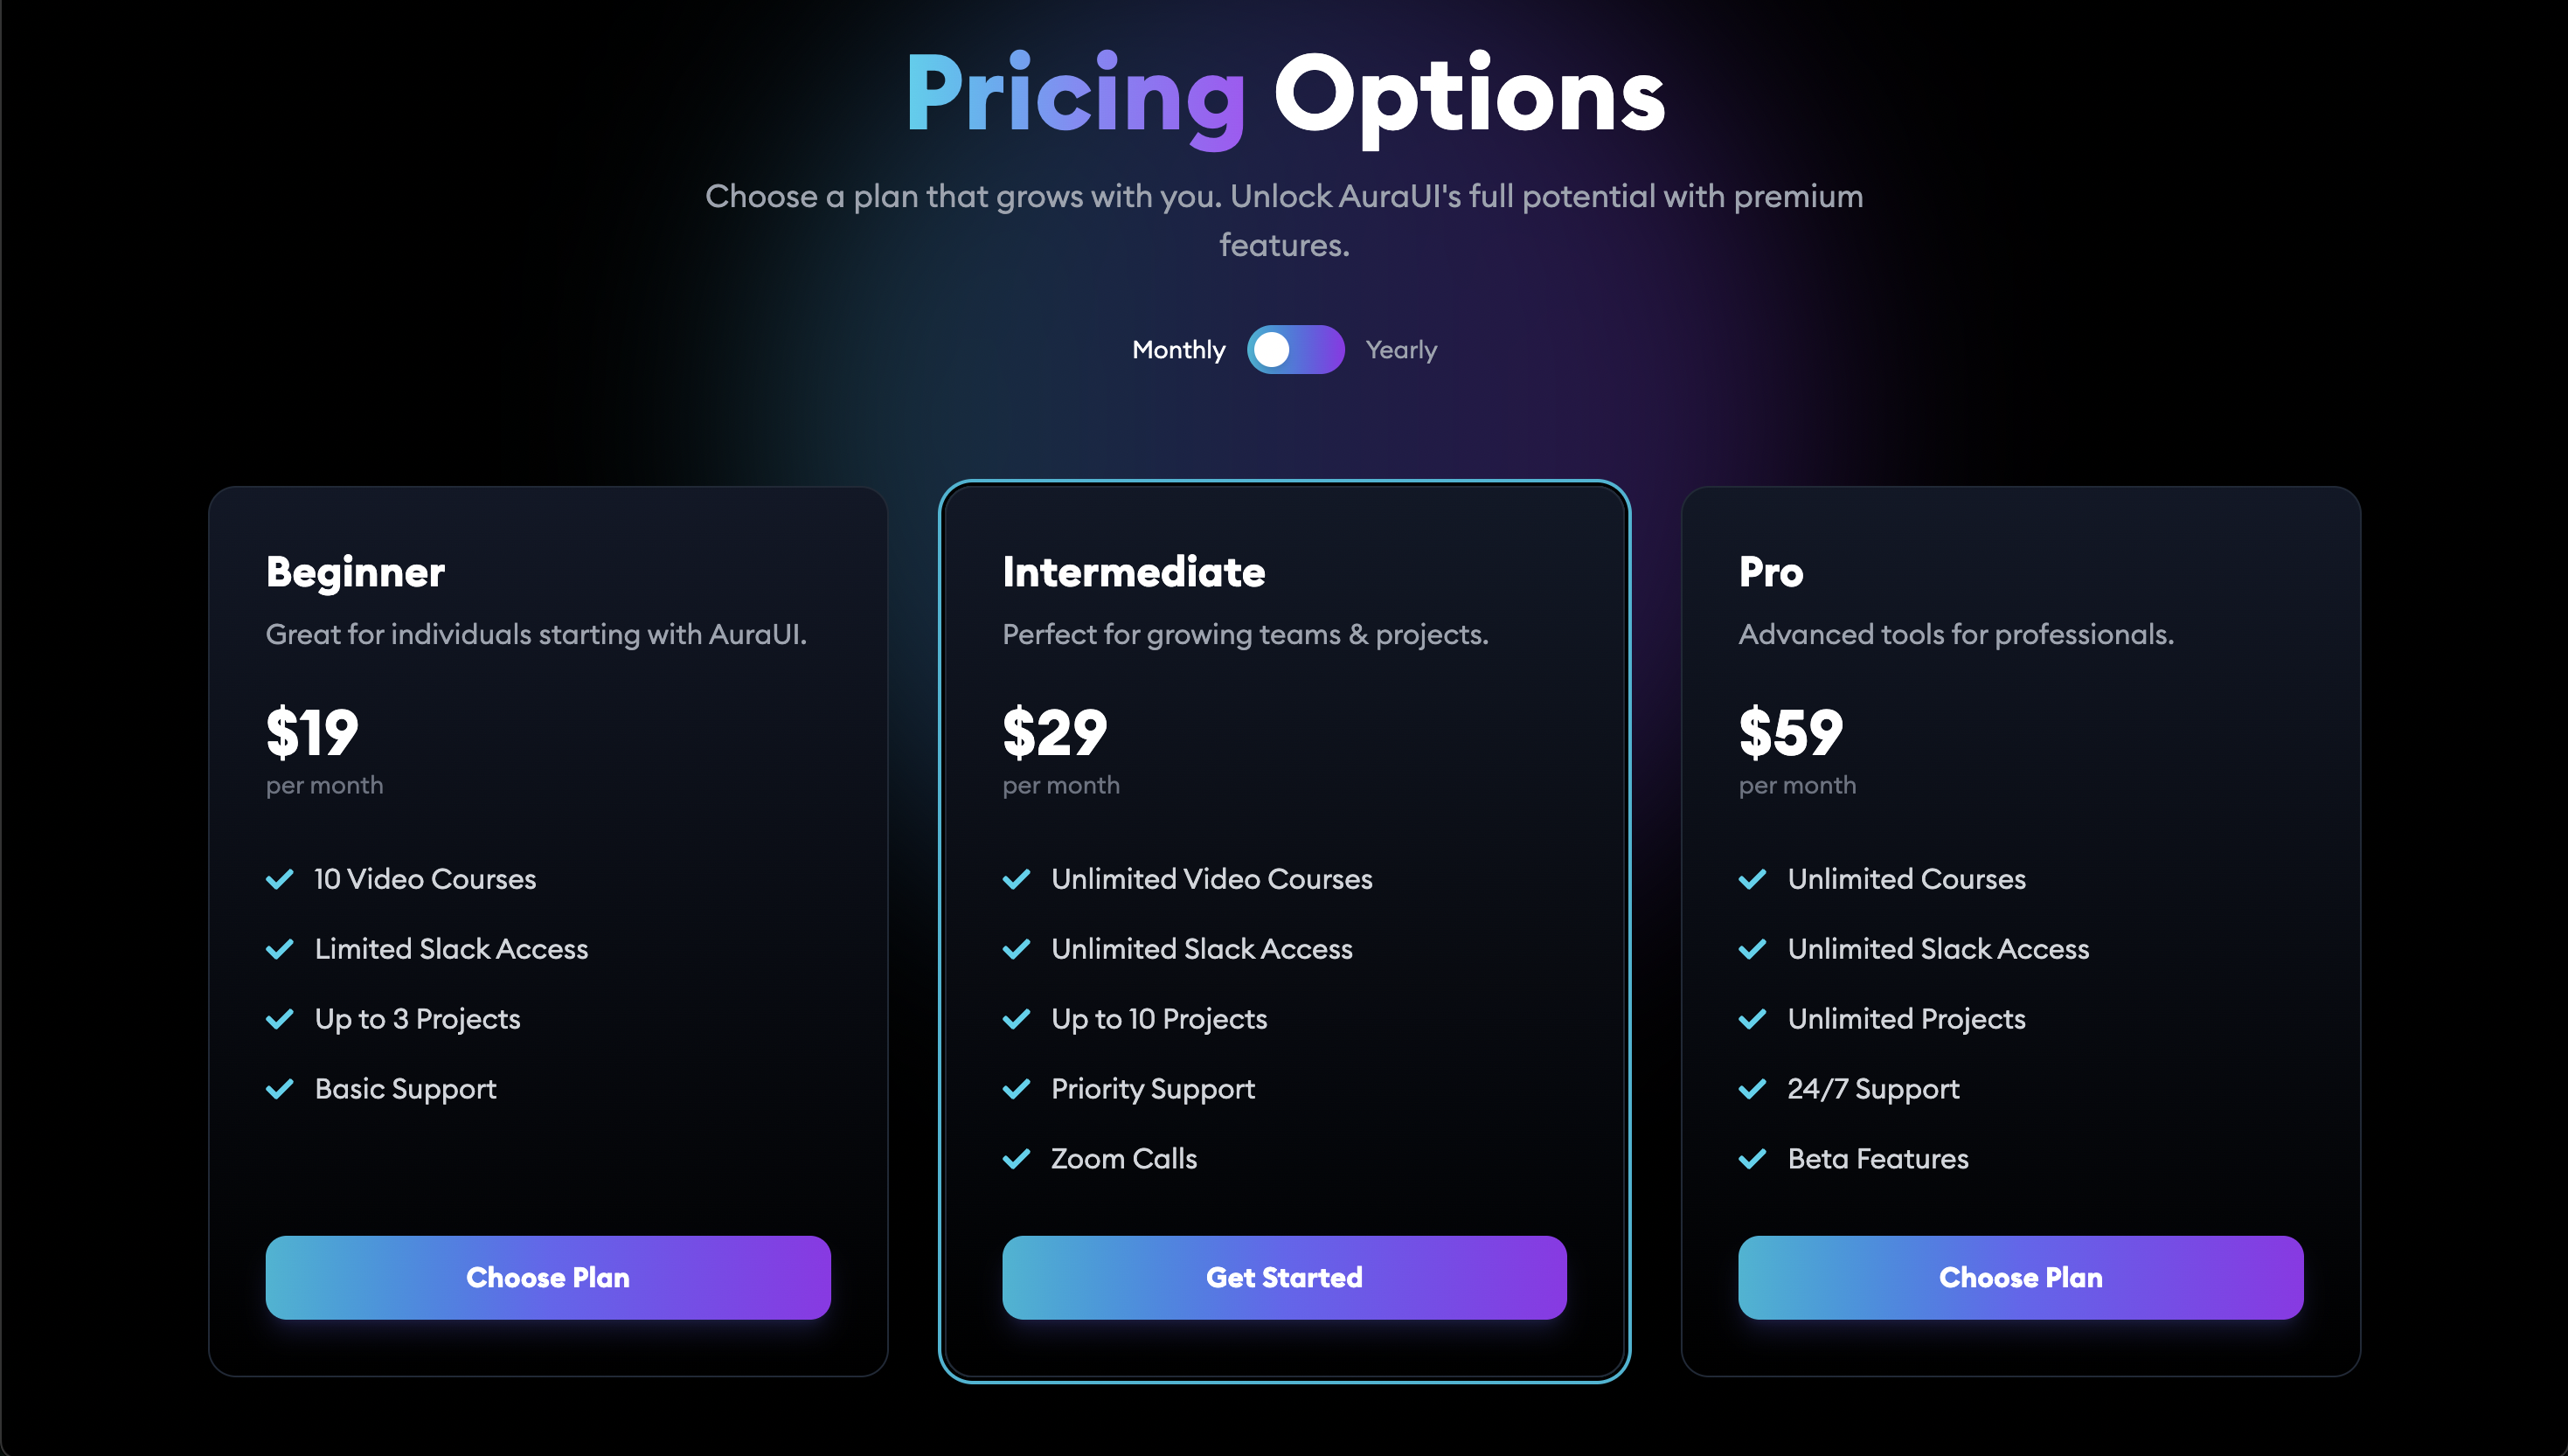 Pricing Options
Choose a plan that grows with you. Unlock AuraUI's full potential with premium
features.
Monthly
Yearly
Beginner
Great for individuals starting with AuraUI.
$19
per month
10 Video Courses
Limited Slack Access
Up to 3 Projects
Basic Support
Choose Plan
Intermediate
Perfect for growing teams & projects.
$29
per month
Unlimited Video Courses
Unlimited Slack Access
Up to 10 Projects
Priority Support
Zoom Calls
Get Started
Pro
Advanced tools for professionals.
$59
per month
Unlimited Courses
Unlimited Slack Access
Unlimited Projects
24/7 Support
Beta Features
Choose Plan